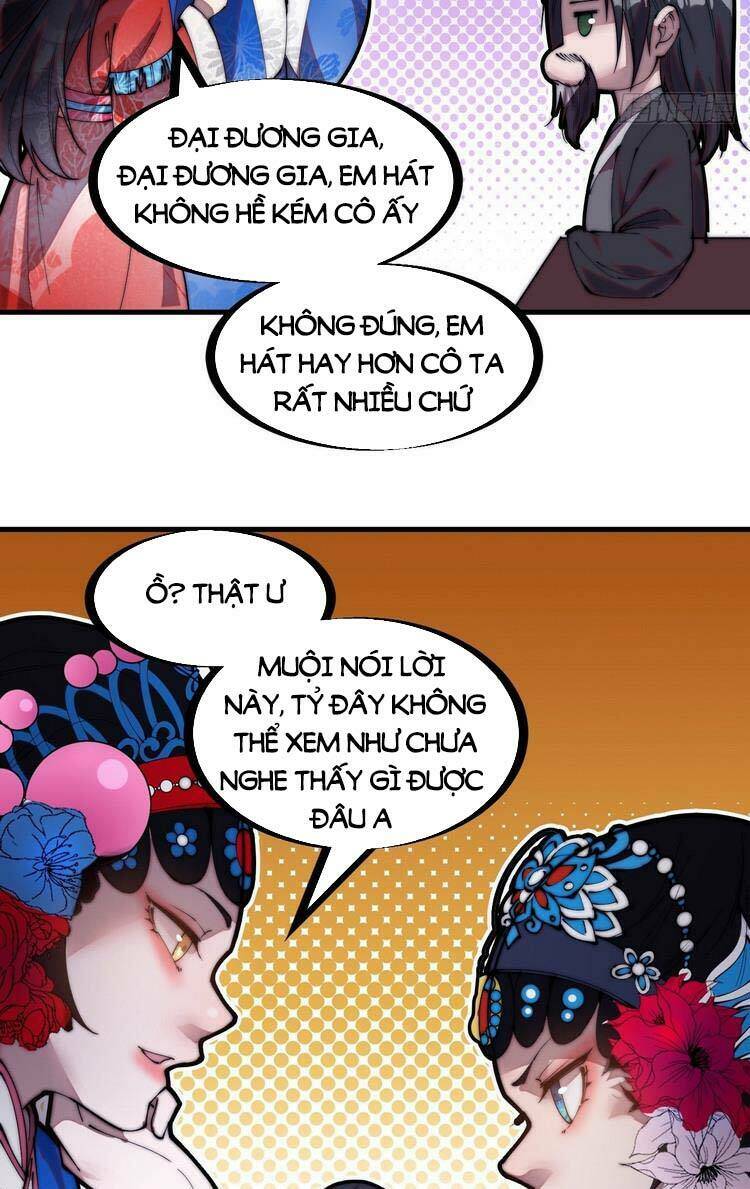 ĐẠI ĐƯƠNG GIA,
ĐẠI ĐƯƠNG GIA, EM HÁT
KHÔNG HỀ KÉM CÔ ẤY
KHÔNG ĐÚNG, EM
HÁT HAY HƠN CÔ TA
RẤT NHIỀU CHỨ
Ồ? THẬT Ư
MUỘI NÓI LỜI
NÀY, TỶ ĐÂY KHÔNG
THỂ XEM NHƯ CHƯA
NGHE THẤY GÌ ĐƯỢC
ĐÂU A